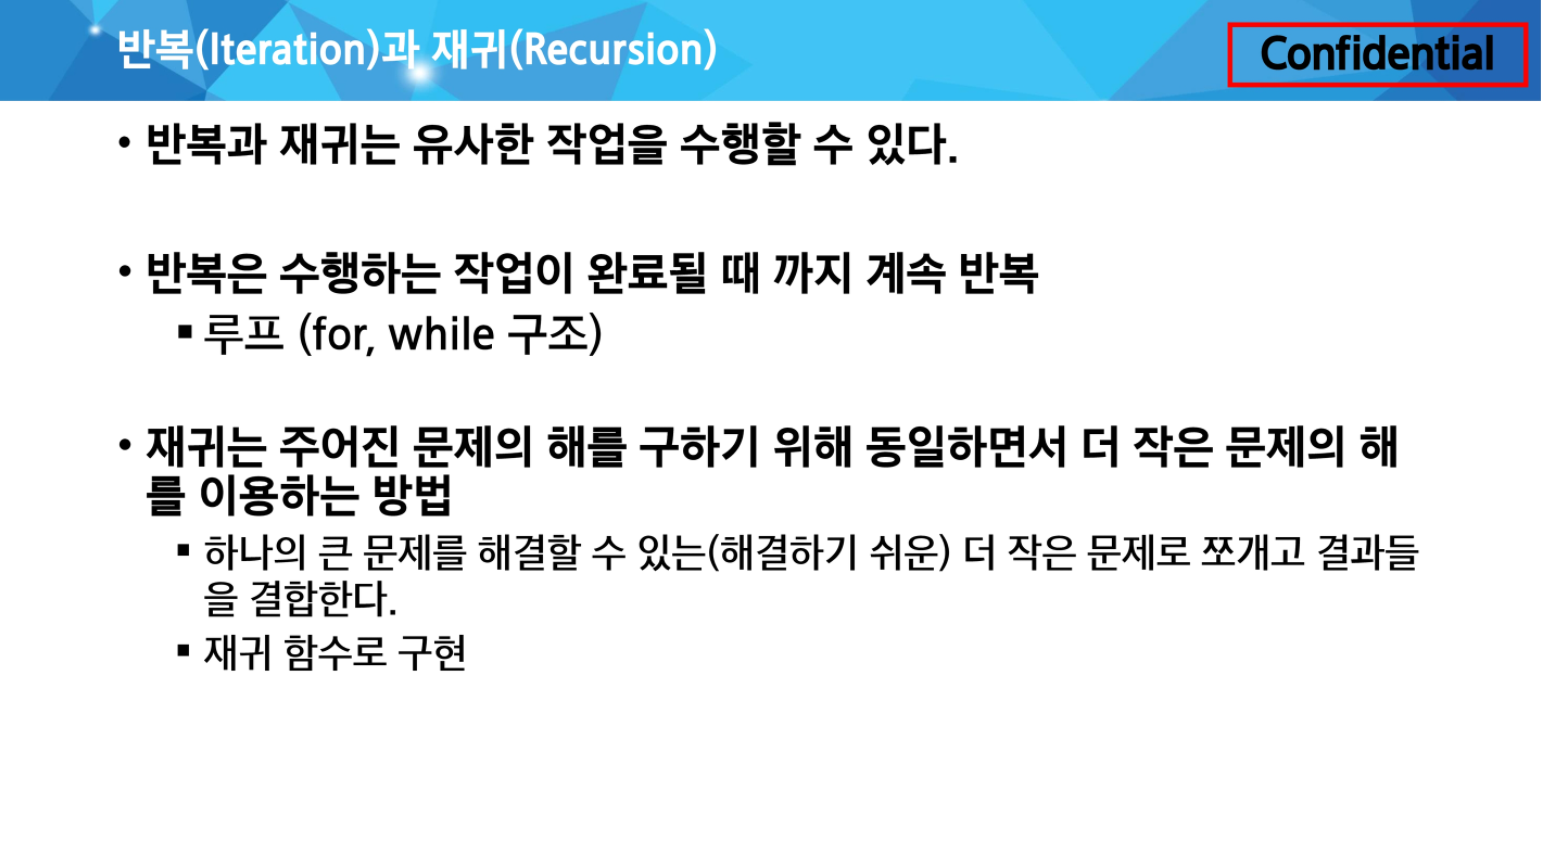 반복(Iteration)과 재귀(Recursion)
Confidential
• 반복과 재귀는 유사한 작업을 수행할 수 있다.
• 반복은 수행하는 작업이 완료될 때 까지 계속 반복
▪ 루프 (for, while 구조)
• 재귀는 주어진 문제의 해를 구하기 위해 동일하면서 더 작은 문제의 해
를 이용하는 방법
▪ 하나의 큰 문제를 해결할 수 있는(해결하기 쉬운) 더 작은 문제로 쪼개고 결과들
을 결합한다.
▪ 재귀 함수로 구현